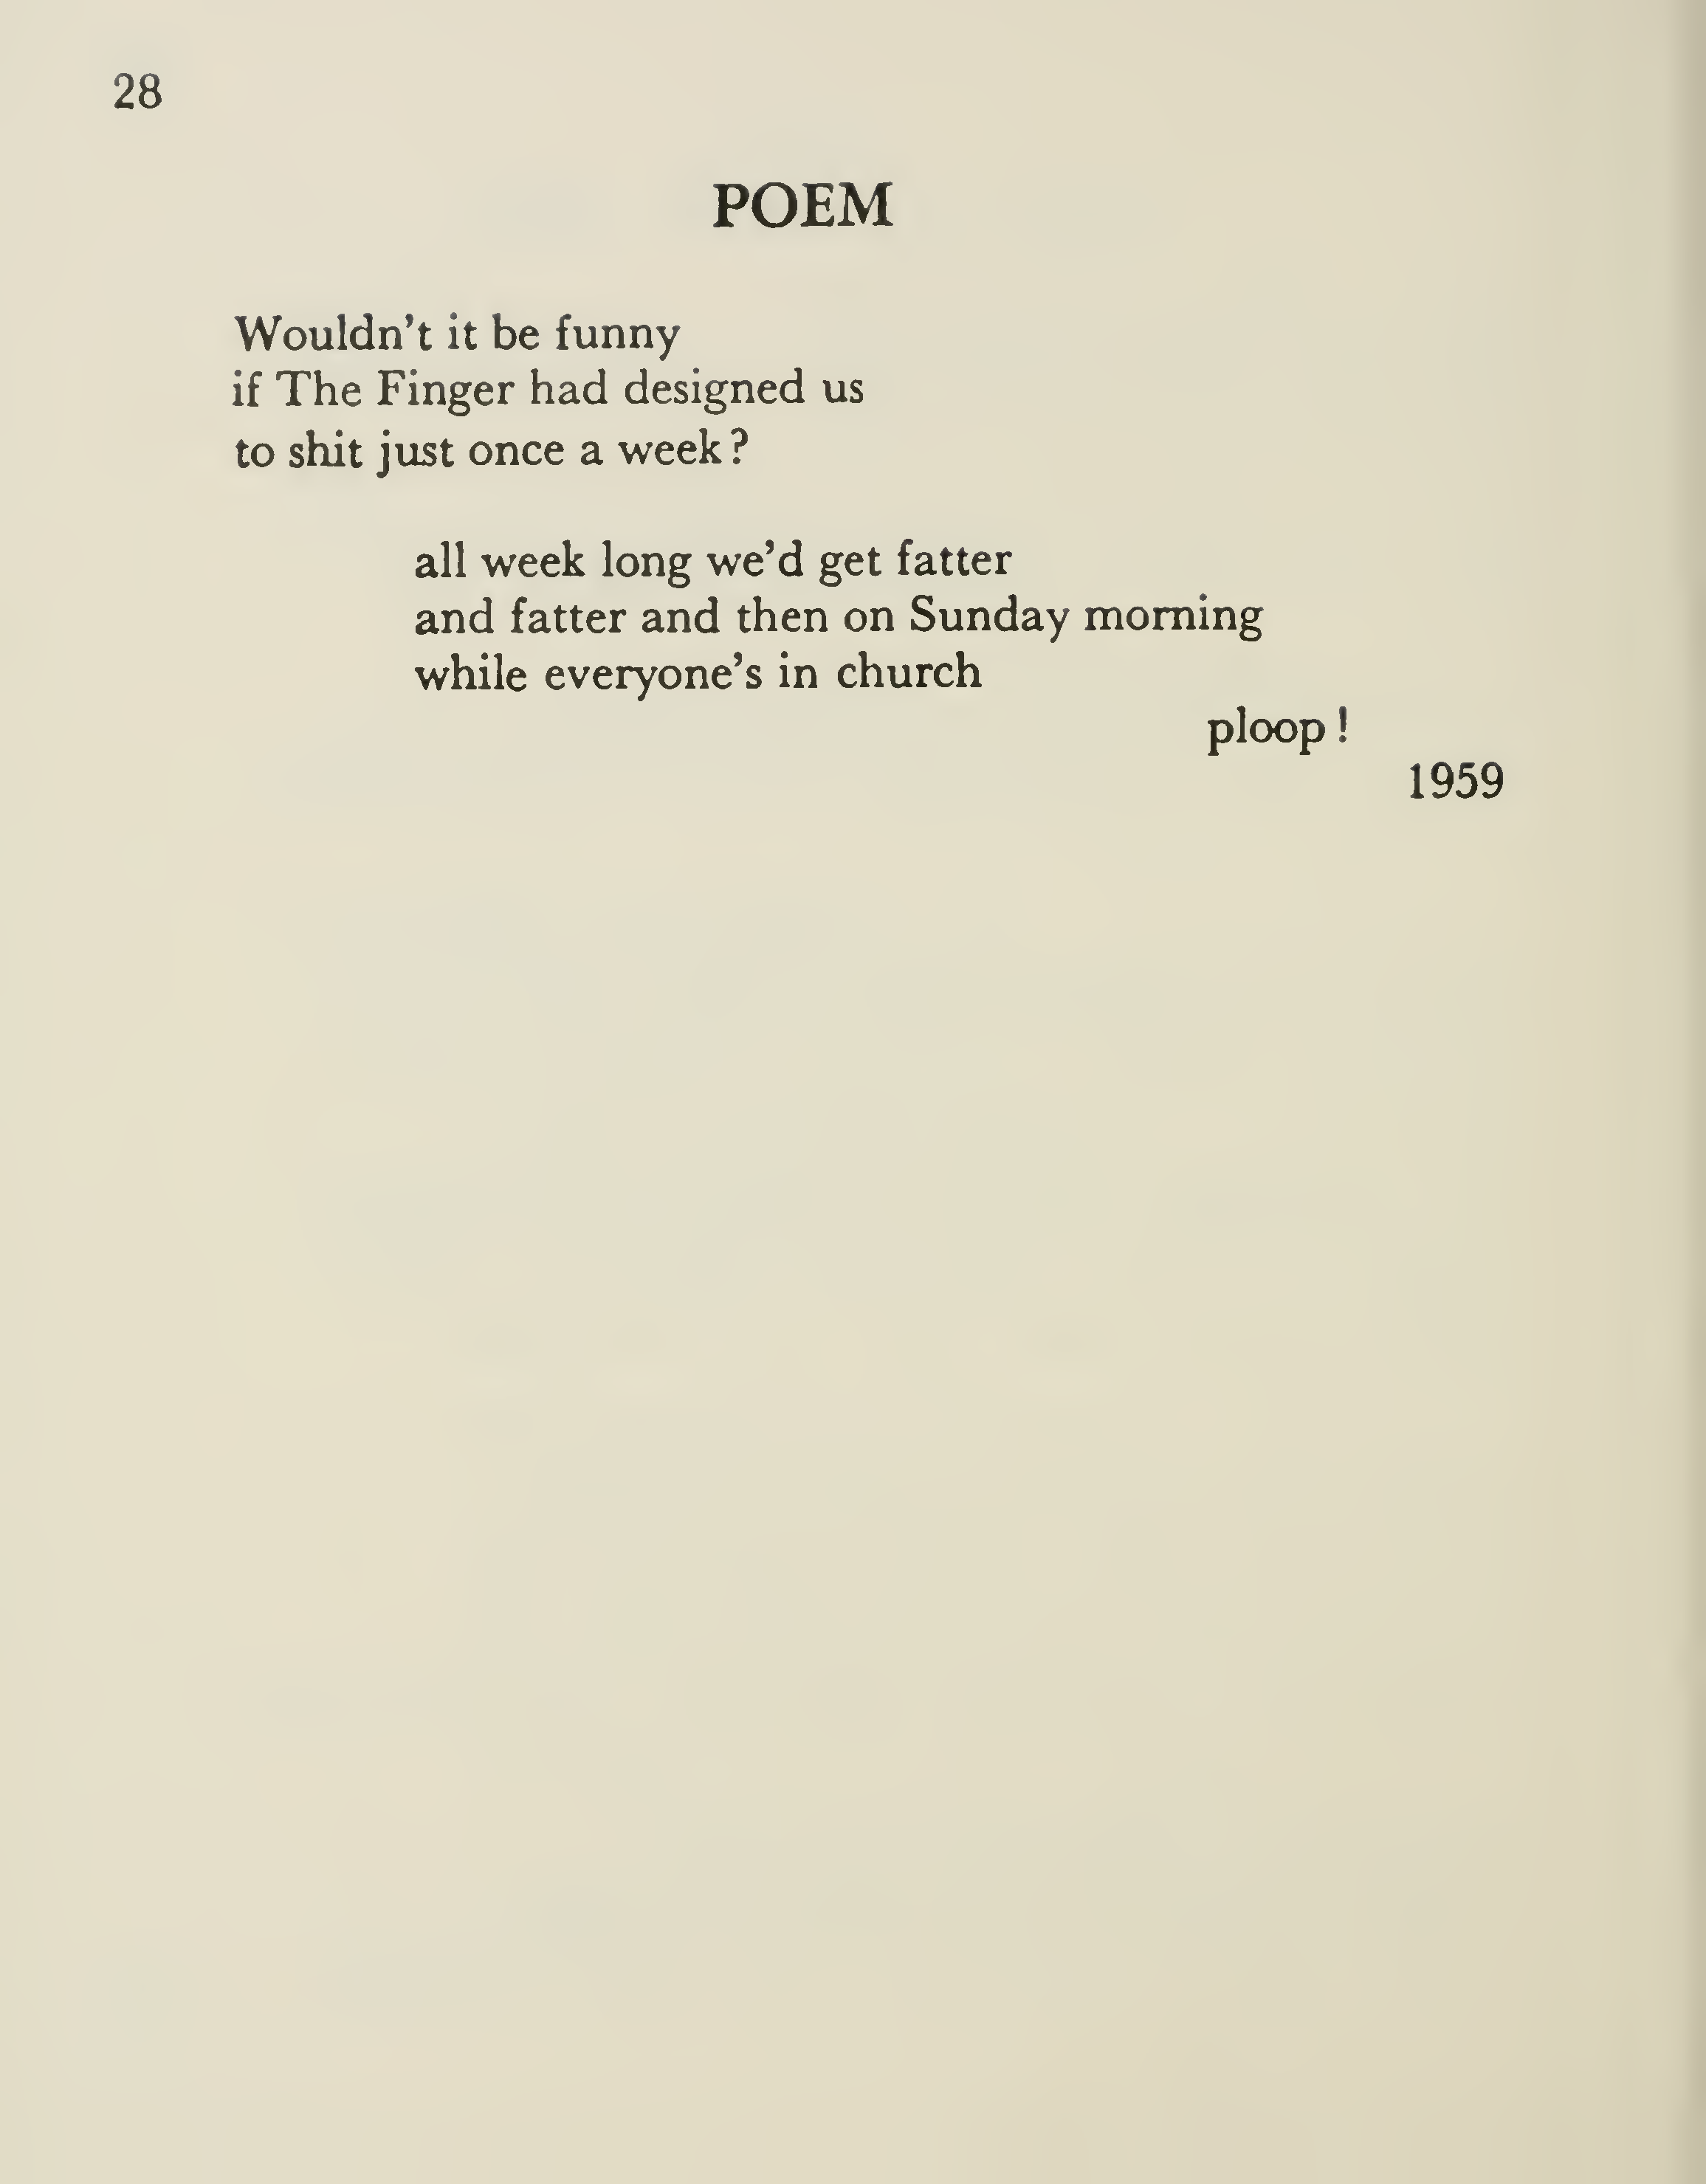 28
POEM
Wouldn't it be funny
if The Finger had designed us
to shit just once a week?
all week long we'd get fatter
and fatter and then on Sunday morning
while everyone's in church
ploop!
1959